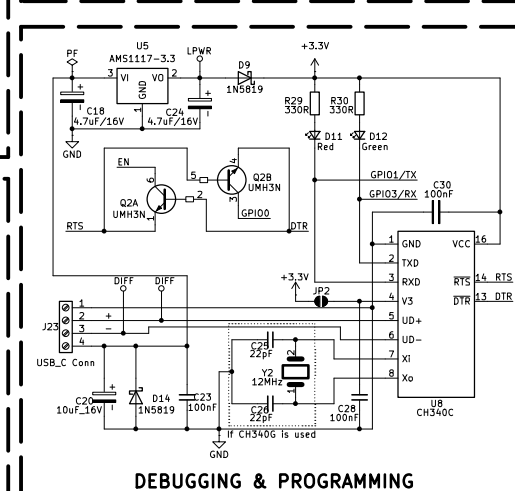 PF
U5
AMS1117-3.3
3 VI VO 2
GND
1
LPWR
D9
1N5819
+3.3V
C18
4.7uF/16V
C24
4.7uF/16V
GND
R29
330R
R30
330R
D11
Red
D12
Green
EN
6
5
4
Q2B
UMH3N
3
GPIO0
Q2A
UMH3N
2
1
RTS
DTR
GPIO1/TX
GPIO3/RX
C30
100nF
1 GND
2 TXD
3 RXD
4 V3
5 UD+
6 UD-
7 Xi
8 Xo
VCC 16
RTS 14 RTS
DTR 13 DTR
U8
CH340C
+3.3V
JP2
DIFF
DIFF
J23
1
2 +
3 -
4
USB_C Conn
C20
10uF_16V
D14
1N5819
C23
100nF
C25
22pF
Y2
12MHz
2
1
C26
22pF
C28
100nF
If CH340G is used
GND
DEBUGGING & PROGRAMMING